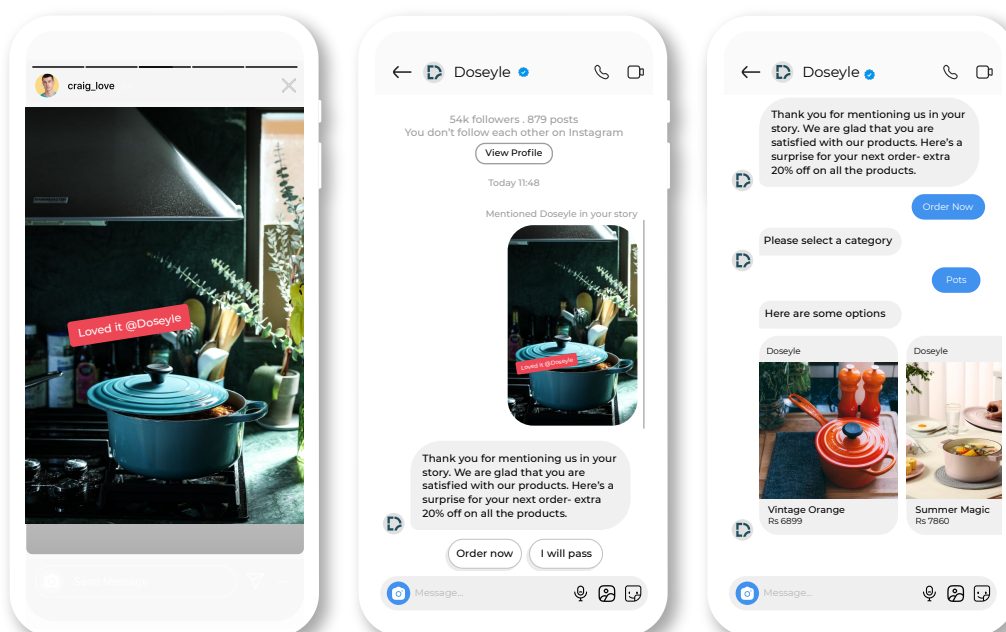 craig_love
Loved it @Doseyle
Send Message
Doseyle
54k followers . 879 posts
You don't follow each other on Instagram
View Profile
Today 11:48
Mentioned Doseyle in your story
Loved it @Doseyle
Thank you for mentioning us in your
story. We are glad that you are
satisfied with our products. Here's a
surprise for your next order- extra
20% off on all the products.
Order now
I will pass
Message...
Doseyle
Thank you for mentioning us in your
story. We are glad that you are
satisfied with our products. Here's a
surprise for your next order- extra
20% off on all the products.
Order Now
Please select a category
Pots
Here are some options
Doseyle
Doseyle
Vintage Orange
Rs 6899
Summer Magic
Rs 7860
Message...